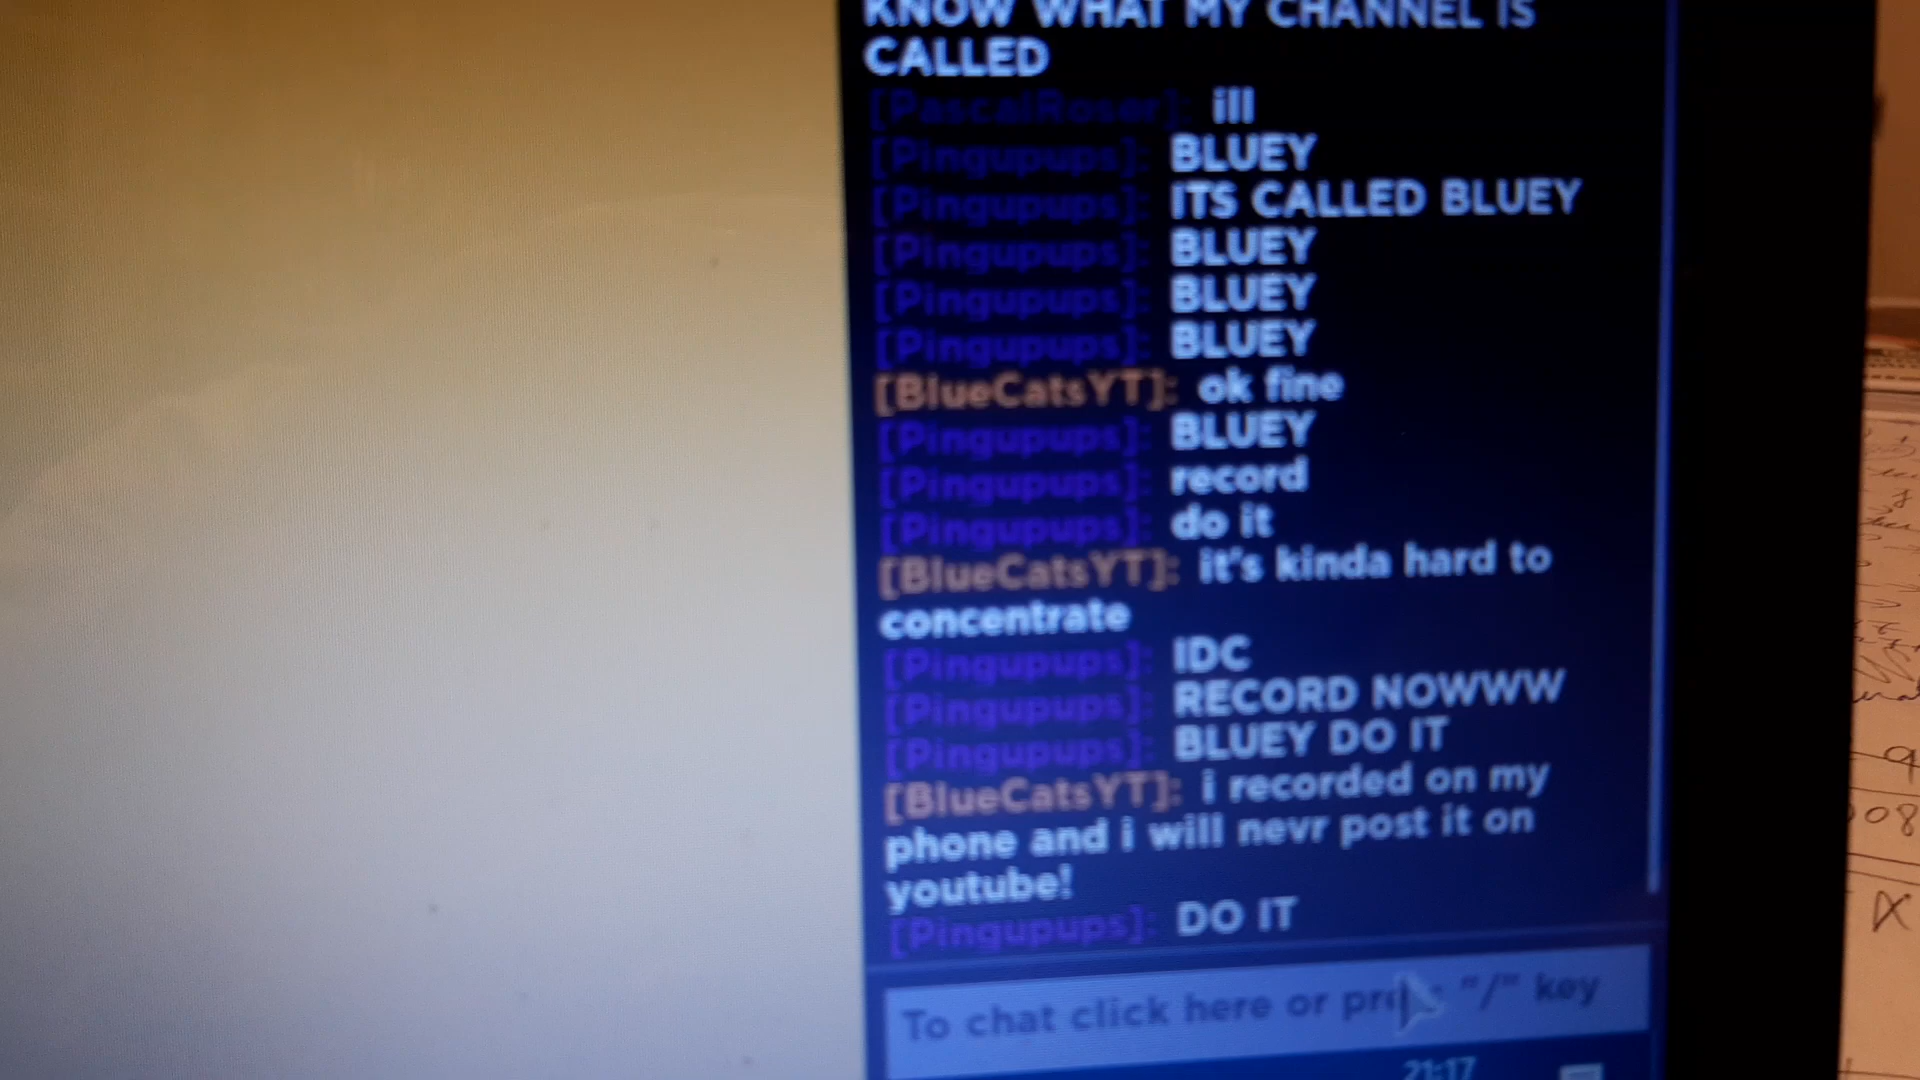 KNOW WHAT MY CHANNEL IS
CALLED
[PascalRoser]: ill
[Pingupups]: BLUEY
[Pingupups]: ITS CALLED BLUEY
[Pingupups]: BLUEY
[Pingupups]: BLUEY
[Pingupups]: BLUEY
[BlueCatsYT]: ok fine
[Pingupups]: BLUEY
[Pingupups]: record
[Pingupups]: do it
[BlueCatsYT]: it's kinda hard to
concentrate
[Pingupups]: IDC
[Pingupups]: RECORD NOWWW
[Pingupups]: BLUEY DO IT
[BlueCatsYT]: i recorded on my
phone and i will nevr post it on
youtube!
[Pingupups]: DO IT
To chat click here or "/" key
21:17